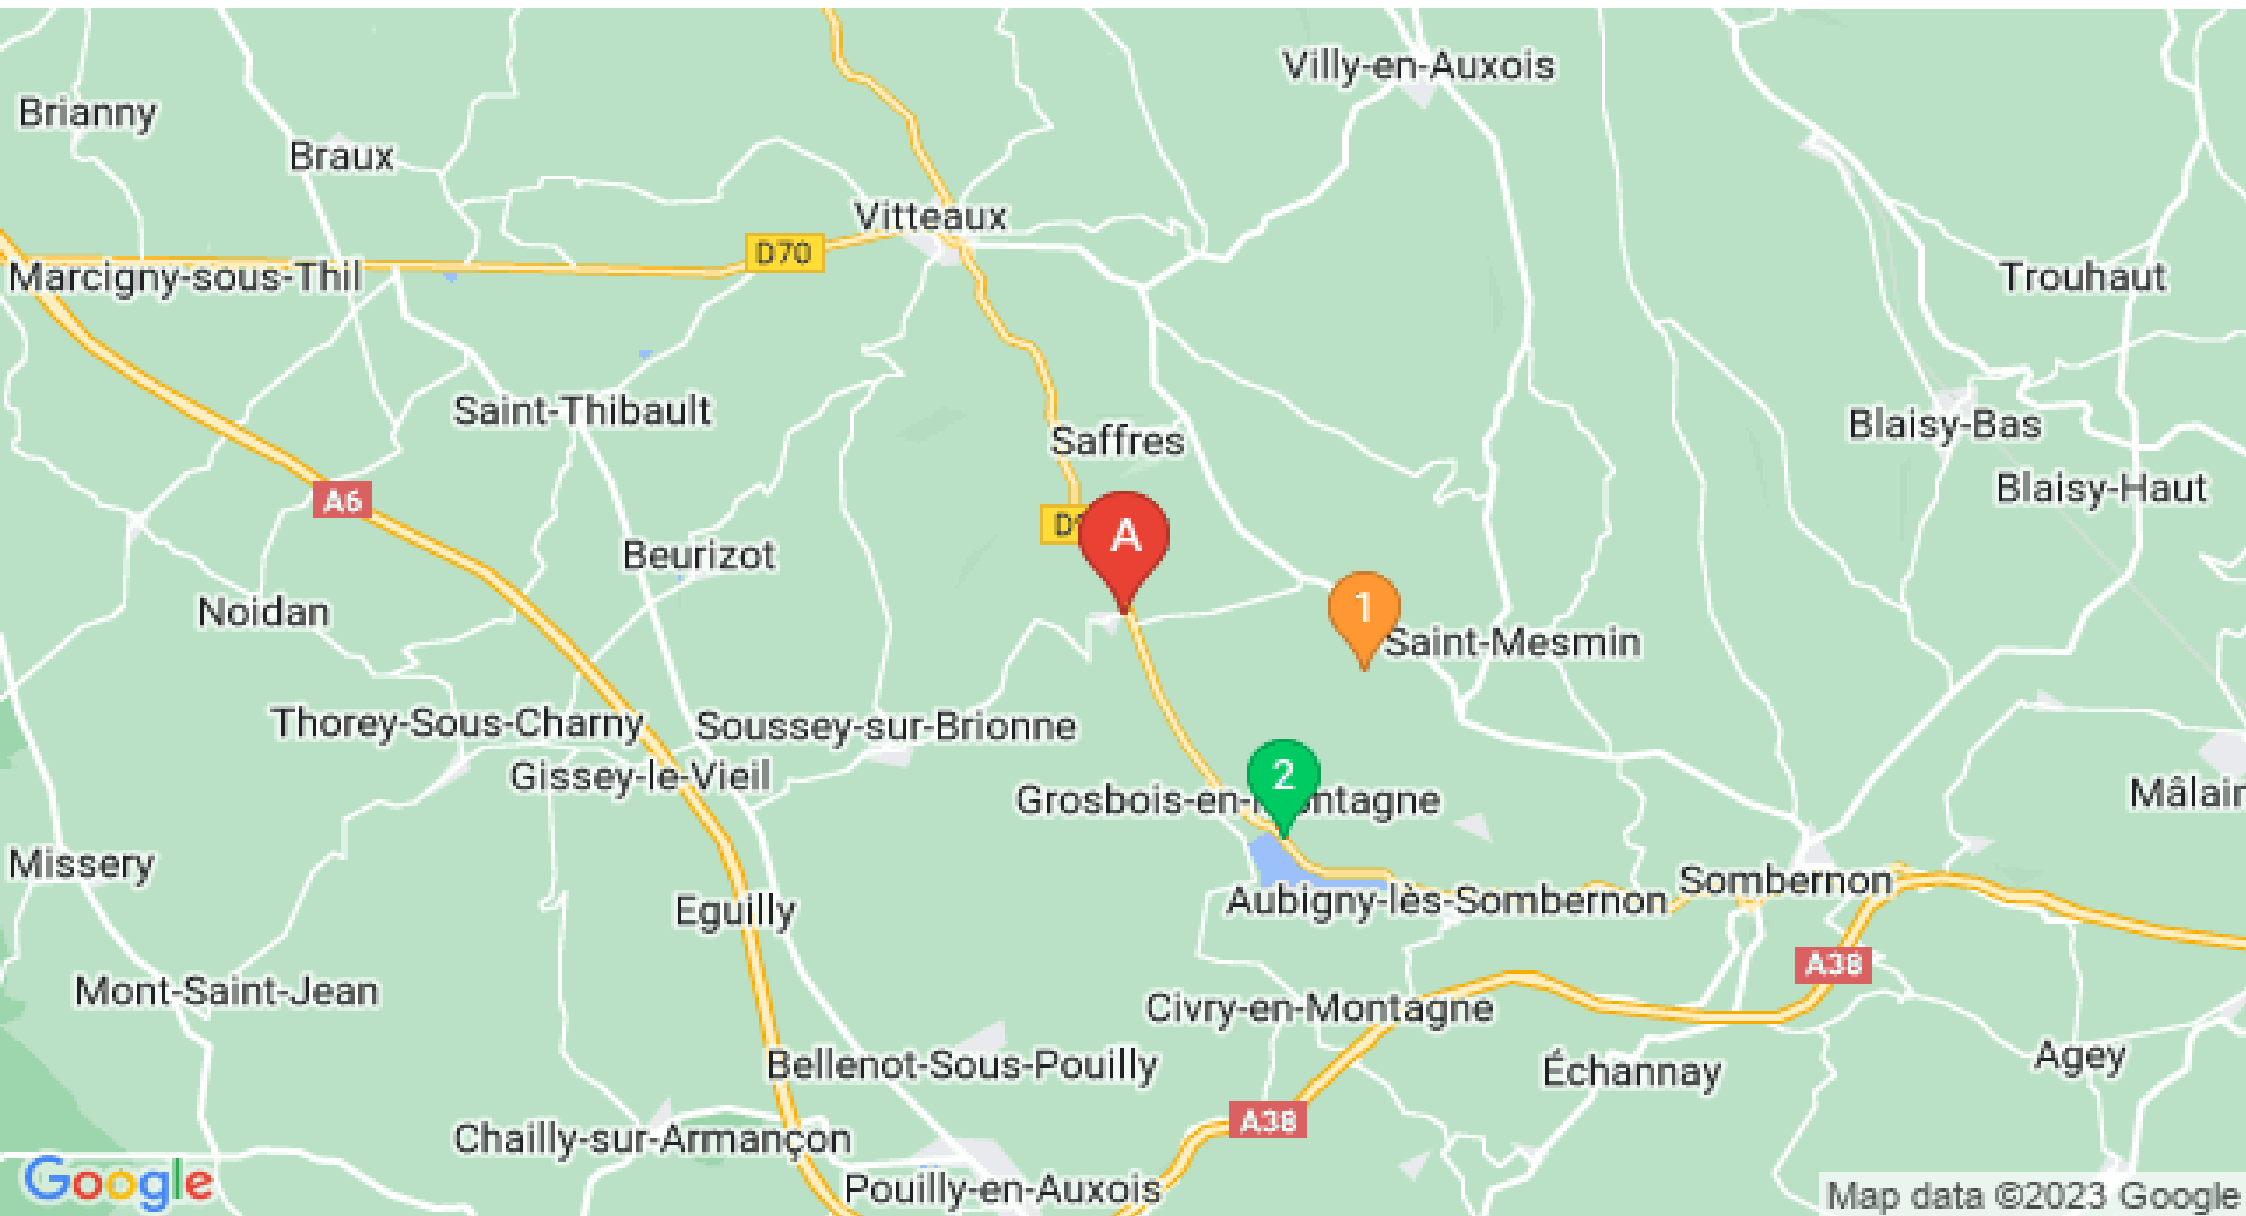 Villy-en-Auxois
Brianny
Braux
Vitteaux
D70
Marcigny-sous-Thil
Trouhaut
Saint-Thibault
Blaisy-Bas
Saffres
Blaisy-Haut
A6
A
Beurizot
Noidan
1
Saint-Mesmin
Thorey-Sous-Charny
Soussey-sur-Brionne
Gissey-le-Vieil
2
Grosbois-en-Montagne
Mâlain
Missery
Sombernon
Aubigny-lès-Sombernon
Eguilly
A38
Mont-Saint-Jean
Civry-en-Montagne
Bellenot-Sous-Pouilly
Échannay
Agey
A38
Chailly-sur-Armançon
Pouilly-en-Auxois
Google
Map data ©2023 Google